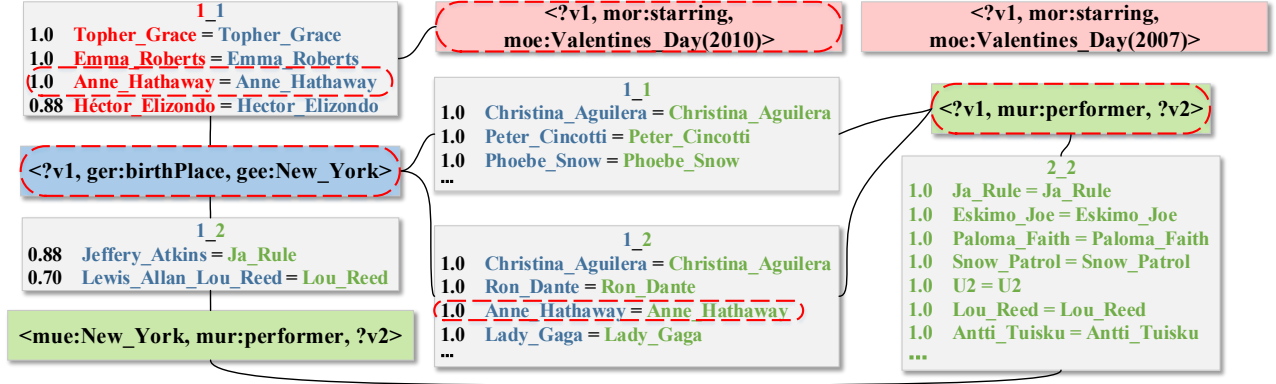 1_1
1.0 Topher_Grace = Topher_Grace
1.0 Emma_Roberts = Emma_Roberts
1.0 Anne_Hathaway = Anne_Hathaway
0.88 Héctor_Elizondo = Hector_Elizondo
<?v1, mor:starring,
moe:Valentines_Day(2010)>
<?v1, mor:starring,
moe:Valentines_Day(2007)>
<?v1, ger:birthPlace, gee:New_York>
1_1
1.0 Christina_Aguilera = Christina_Aguilera
1.0 Peter_Cincotti = Peter_Cincotti
1.0 Phoebe_Snow = Phoebe_Snow
...
<?v1, mur:performer, ?v2>
1_2
0.88 Jeffery_Atkins = Ja_Rule
0.70 Lewis_Allan_Lou_Reed = Lou_Reed
<mue:New_York, mur:performer, ?v2>
1_2
1.0 Christina_Aguilera = Christina_Aguilera
1.0 Ron_Dante = Ron_Dante
1.0 Anne_Hathaway = Anne_Hathaway
1.0 Lady_Gaga = Lady_Gaga
...
2_2
1.0 Ja_Rule = Ja_Rule
1.0 Eskimo_Joe = Eskimo_Joe
1.0 Paloma_Faith = Paloma_Faith
1.0 Snow_Patrol = Snow_Patrol
1.0 U2 = U2
1.0 Lou_Reed = Lou_Reed
1.0 Antti_Tuisku = Antti_Tuisku
...